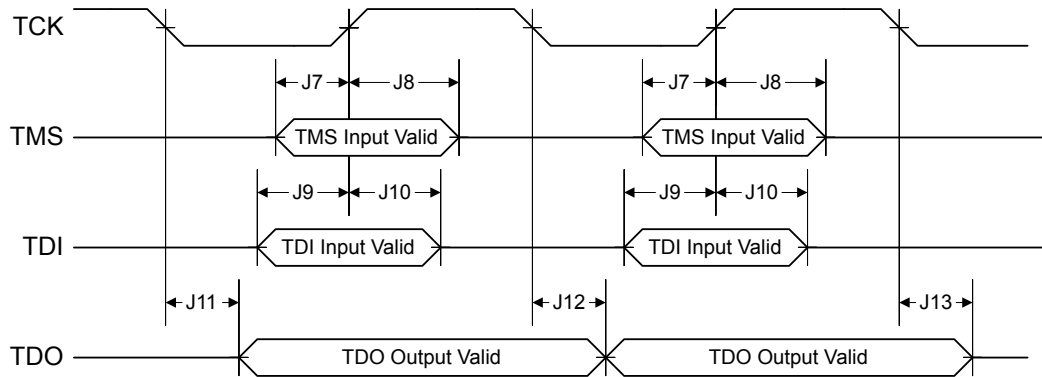 TCK
J7 J8 J7 J8
TMS TMS Input Valid TMS Input Valid
J9 J10 J9 J10
TDI TDI Input Valid TDI Input Valid
J11 J12 J13
TDO TDO Output Valid TDO Output Valid